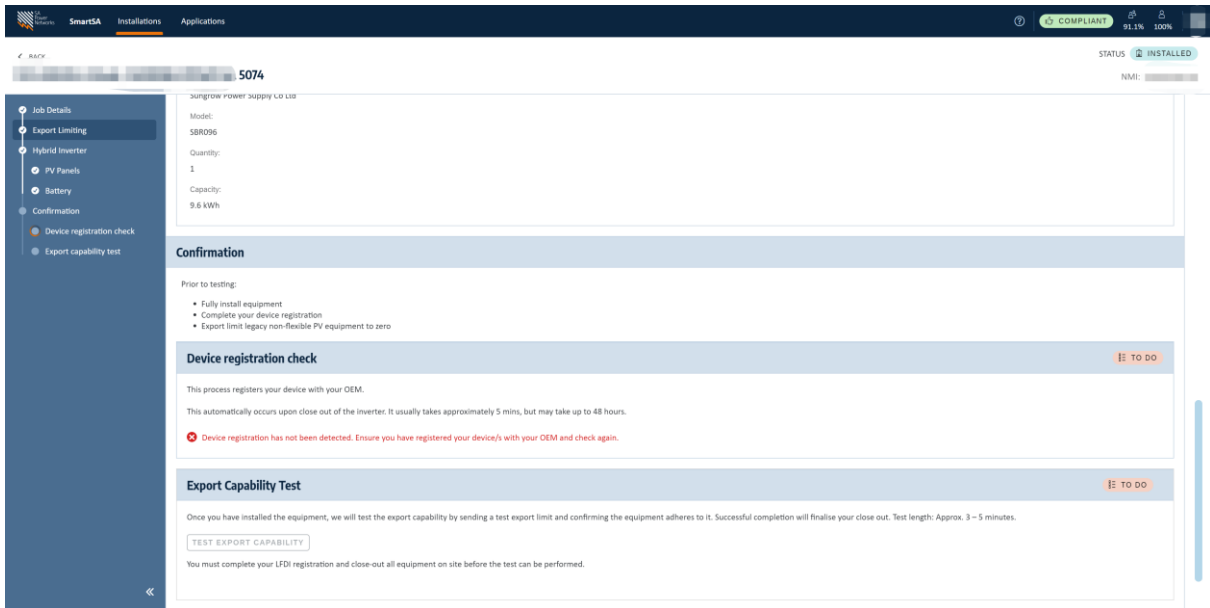 SA
Power
Networks
SmartSA
Installations
Applications
COMPLIANT
91.1%
100%
BACK
STATUS
INSTALLED
5074
NMI:
Job Details
Export Limiting
Hybrid Inverter
PV Panels
Battery
Confirmation
Device registration check
Export capability test
Sungrow Power Supply Co Ltd
Model:
SBR096
Quantity:
1
Capacity:
9.6 kWh
Confirmation
Prior to testing:
• Fully install equipment
• Complete your device registration
• Export limit legacy non-flexible PV equipment to zero
Device registration check
TO DO
This process registers your device with your OEM.
This automatically occurs upon close out of the inverter. It usually takes approximately 5 mins, but may take up to 48 hours.
Device registration has not been detected. Ensure you have registered your device/s with your OEM and check again.
Export Capability Test
TO DO
Once you have installed the equipment, we will test the export capability by sending a test export limit and confirming the equipment adheres to it. Successful completion will finalise your close out. Test length: Approx. 3 – 5 minutes.
TEST EXPORT CAPABILITY
You must complete your LFDI registration and close-out all equipment on site before the test can be performed.